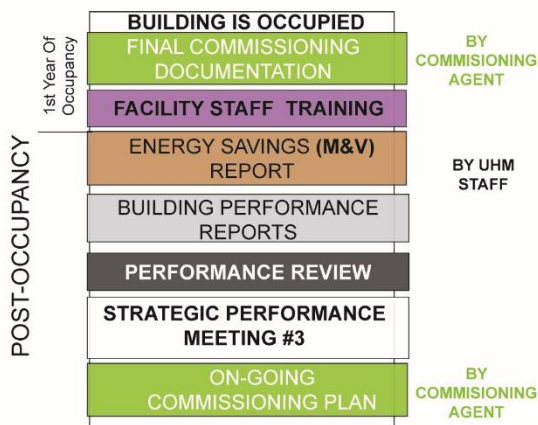 BUILDING IS OCCUPIED
FINAL COMMISSIONING
DOCUMENTATION
BY
COMMISIONING
AGENT
1st Year Of
Occupancy
FACILITY STAFF TRAINING
ENERGY SAVINGS (M&V)
REPORT
BY UHM
STAFF
POST-OCCUPANCY
BUILDING PERFORMANCE
REPORTS
PERFORMANCE REVIEW
STRATEGIC PERFORMANCE
MEETING #3
ON-GOING
COMMISSIONING PLAN
BY
COMMISIONING
AGENT